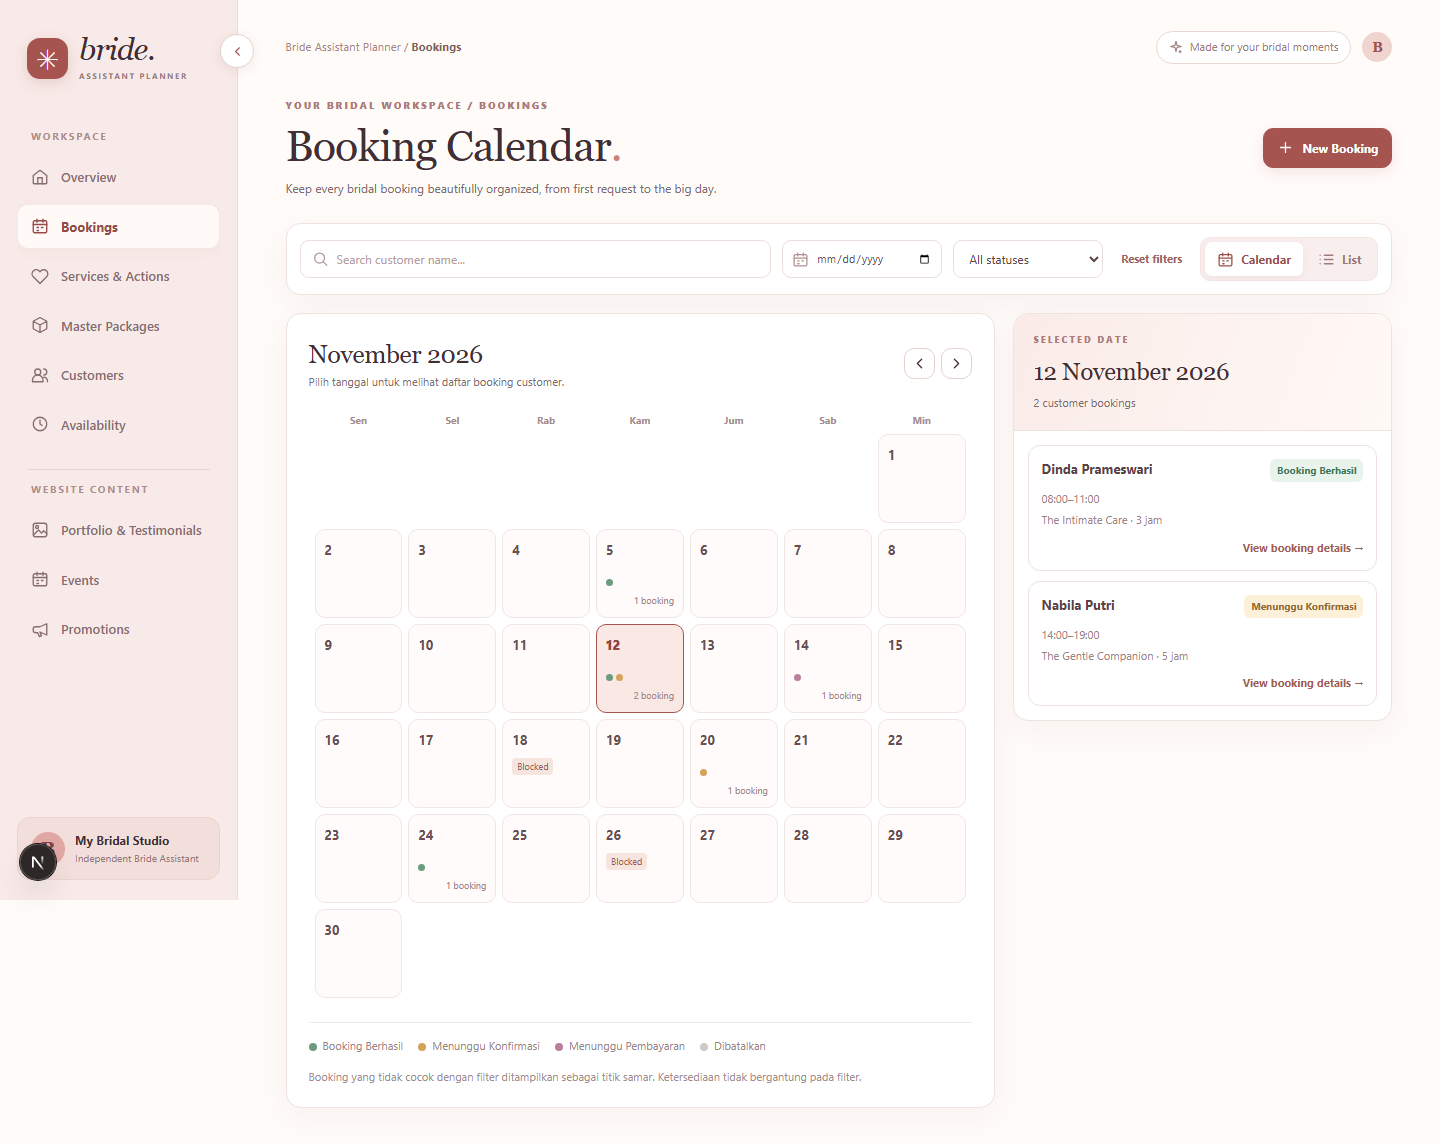 bride.
ASSISTANT PLANNER
WORKSPACE
Overview
Bookings
Services & Actions
Master Packages
Customers
Availability
WEBSITE CONTENT
Portfolio & Testimonials
Events
Promotions
My Bridal Studio
Independent Bride Assistant
N
Bride Assistant Planner / Bookings
Made for your bridal moments
B
YOUR BRIDAL WORKSPACE / BOOKINGS
Booking Calendar.
Keep every bridal booking beautifully organized, from first request to the big day.
+ New Booking
Search customer name...
mm/dd/yyyy
All statuses
Reset filters
Calendar
List
November 2026
Pilih tanggal untuk melihat daftar booking customer.
Sen Sel Rab Kam Jum Sab Min
1
2 3 4 5 6 7 8
1 booking
9 10 11 12 13 14 15
2 booking 1 booking
16 17 18 19 20 21 22
Blocked
1 booking
23 24 25 26 27 28 29
Blocked
1 booking
30
Booking Berhasil Menunggu Konfirmasi Menunggu Pembayaran Dibatalkan
Booking yang tidak cocok dengan filter ditampilkan sebagai titik samar. Ketersediaan tidak bergantung pada filter.
SELECTED DATE
12 November 2026
2 customer bookings
Dinda Prameswari
Booking Berhasil
08:00–11:00
The Intimate Care · 3 jam
View booking details →
Nabila Putri
Menunggu Konfirmasi
14:00–19:00
The Gentle Companion · 5 jam
View booking details →